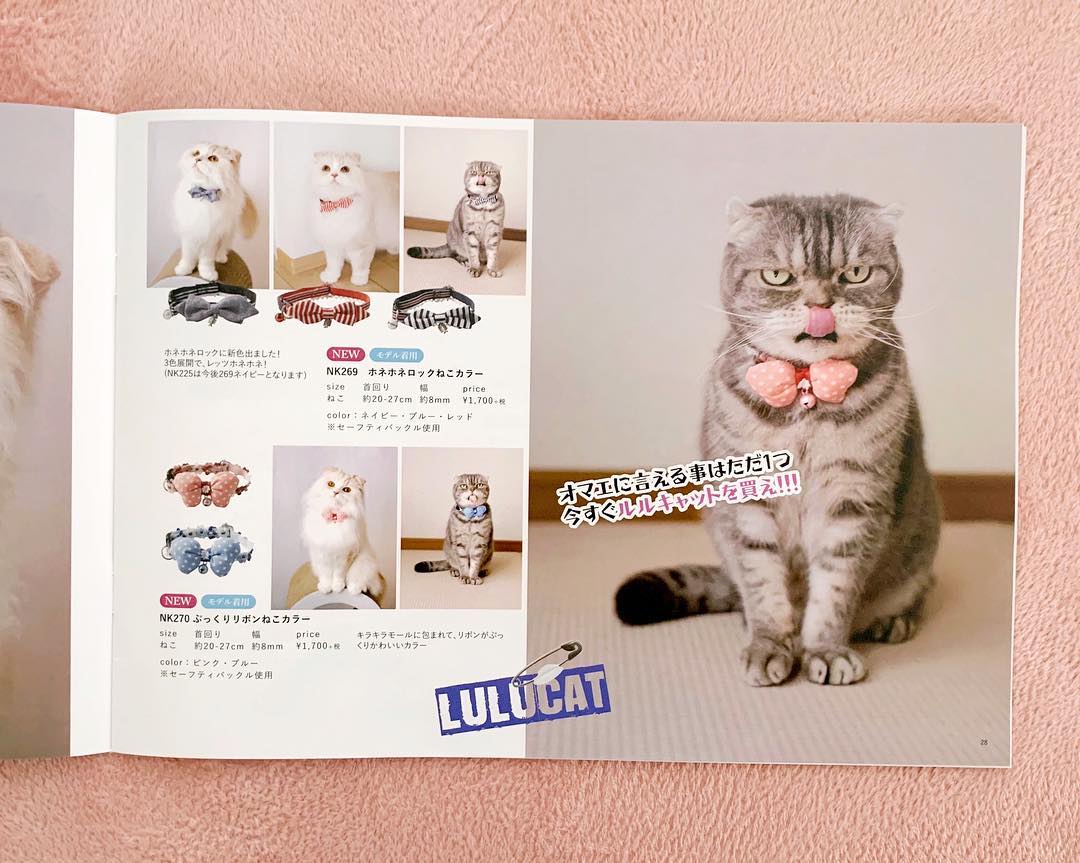 ホネホネロックに新色出ました!
3色展開で、レッツホネホネ!
(NK225は今後269ネイビーとなります)
NEW モデル着用
NK269 ホネホネロックねこカラー
size 首回り 幅 price
ねこ 約20-27cm 約8mm ¥1,700+税
color:ネイビー・ブルー・レッド
※セーフティバックル使用
NEW モデル着用
NK270 ぷっくりリボンねこカラー
size 首回り 幅 price
ねこ 約20-27cm 約8mm ¥1,700+税
color:ピンク・ブルー
※セーフティバックル使用
キラキラモールに包まれて、リボンがぷっ
くりかわいいカラー
LULUCAT
オマエに言える事はただ1つ
今すぐルルキャットを買え!!!
28